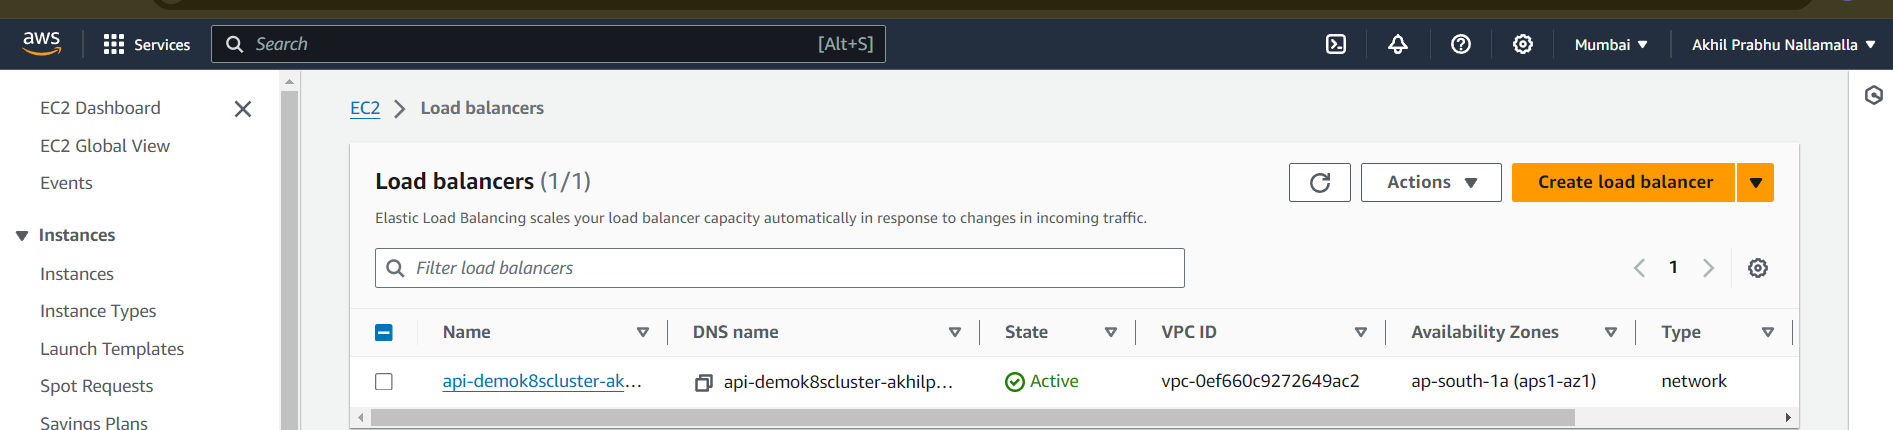 aws Services Search [Alt+S] Mumbai Akhil Prabhu Nallamalla
EC2 Dashboard
EC2 Global View
Events
Instances
Instances
Instance Types
Launch Templates
Spot Requests
Savings Plans
EC2 Load balancers
Load balancers (1/1) Actions Create load balancer
Elastic Load Balancing scales your load balancer capacity automatically in response to changes in incoming traffic.
Filter load balancers 1
Name DNS name State VPC ID Availability Zones Type
api-demok8scluster-ak... api-demok8scluster-akhilp... Active vpc-0ef660c9272649ac2 ap-south-1a (aps1-az1) network